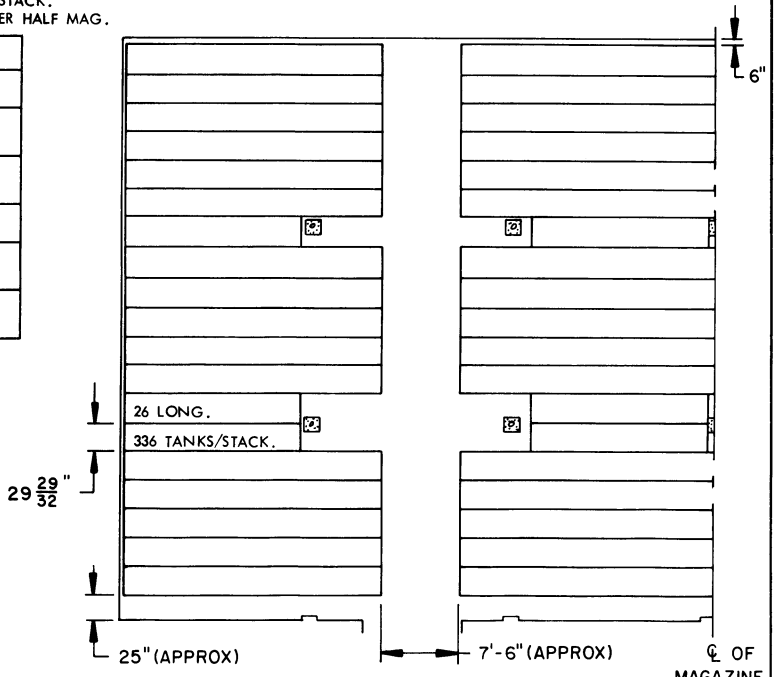 STACK.
ER HALF MAG.
6"
26 LONG.
336 TANKS/STACK.
29 29/32"
25" (APPROX)
7'-6" (APPROX)
℄ OF
MAGAZINE